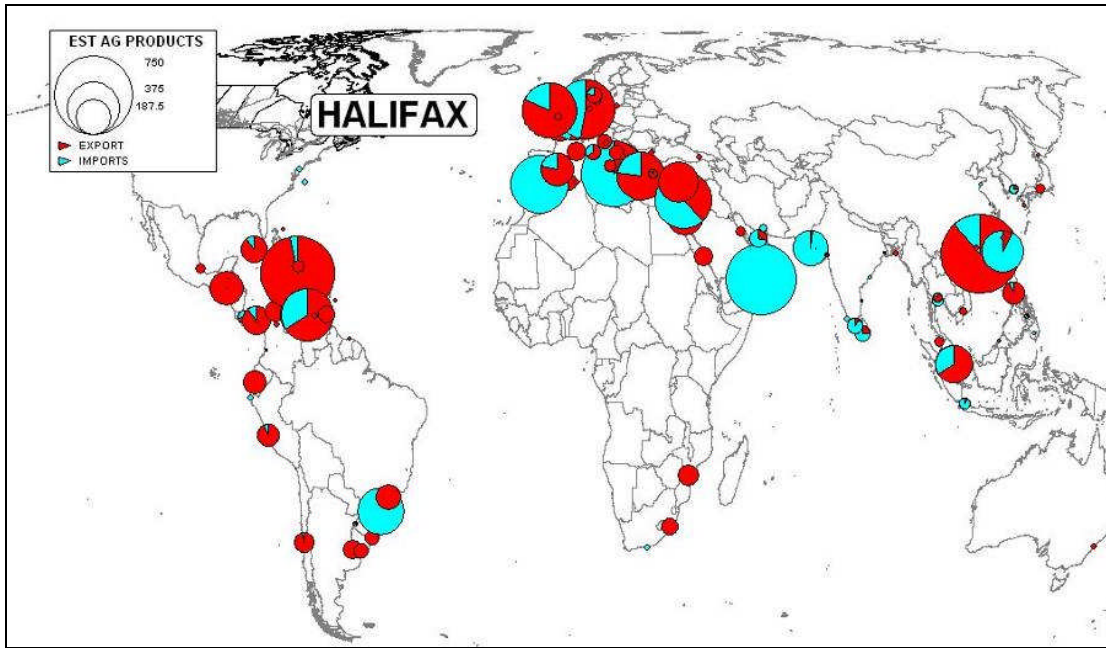 EST AG PRODUCTS
750
375
187.5
EXPORT
IMPORTS
HALIFAX